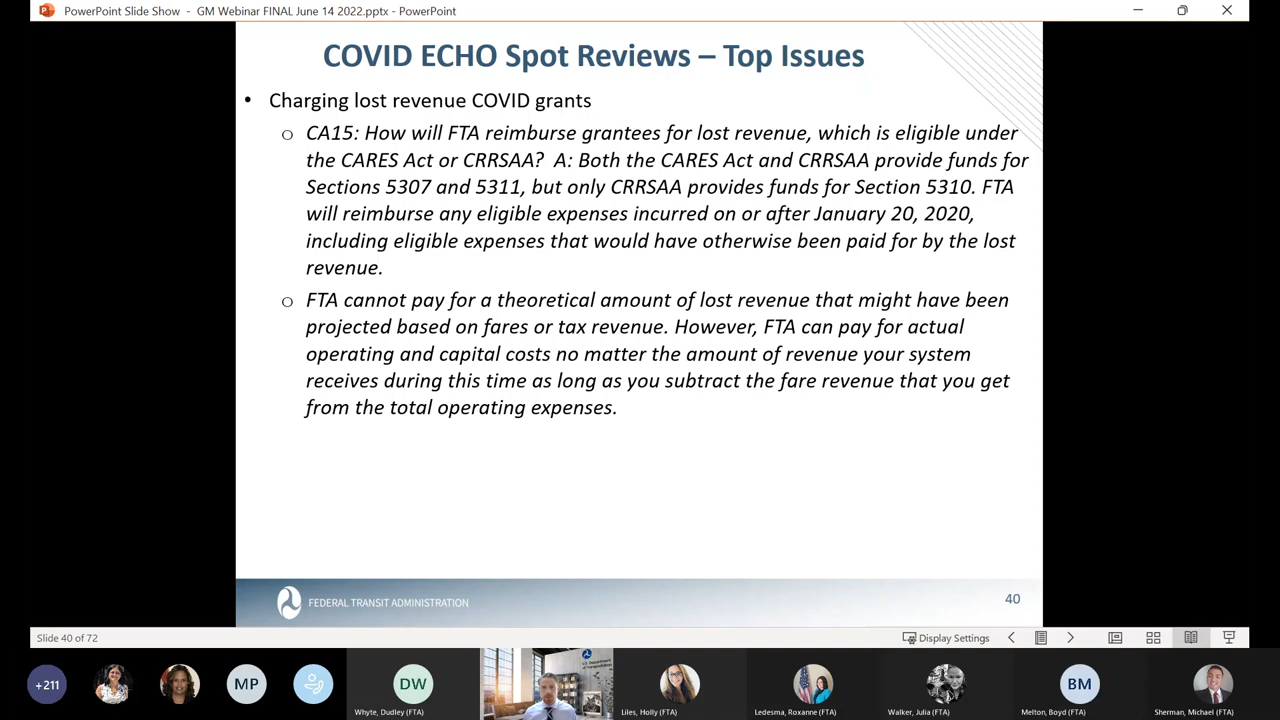 PowerPoint Slide Show - GM Webinar FINAL June 14 2022.pptx - PowerPoint
COVID ECHO Spot Reviews – Top Issues
• Charging lost revenue COVID grants
o CA15: How will FTA reimburse grantees for lost revenue, which is eligible under
the CARES Act or CRRSAA? A: Both the CARES Act and CRRSAA provide funds for
Sections 5307 and 5311, but only CRRSAA provides funds for Section 5310. FTA
will reimburse any eligible expenses incurred on or after January 20, 2020,
including eligible expenses that would have otherwise been paid for by the lost
revenue.
o FTA cannot pay for a theoretical amount of lost revenue that might have been
projected based on fares or tax revenue. However, FTA can pay for actual
operating and capital costs no matter the amount of revenue your system
receives during this time as long as you subtract the fare revenue that you get
from the total operating expenses.
FEDERAL TRANSIT ADMINISTRATION
40
Slide 40 of 72
Display Settings
+211
MP
DW
BM
U.S. Department
of Transportation
Whyte, Dudley (FTA)
Liles, Holly (FTA)
Ledesma, Roxanne (FTA)
Walker, Julia (FTA)
Melton, Boyd (FTA)
Sherman, Michael (FTA)